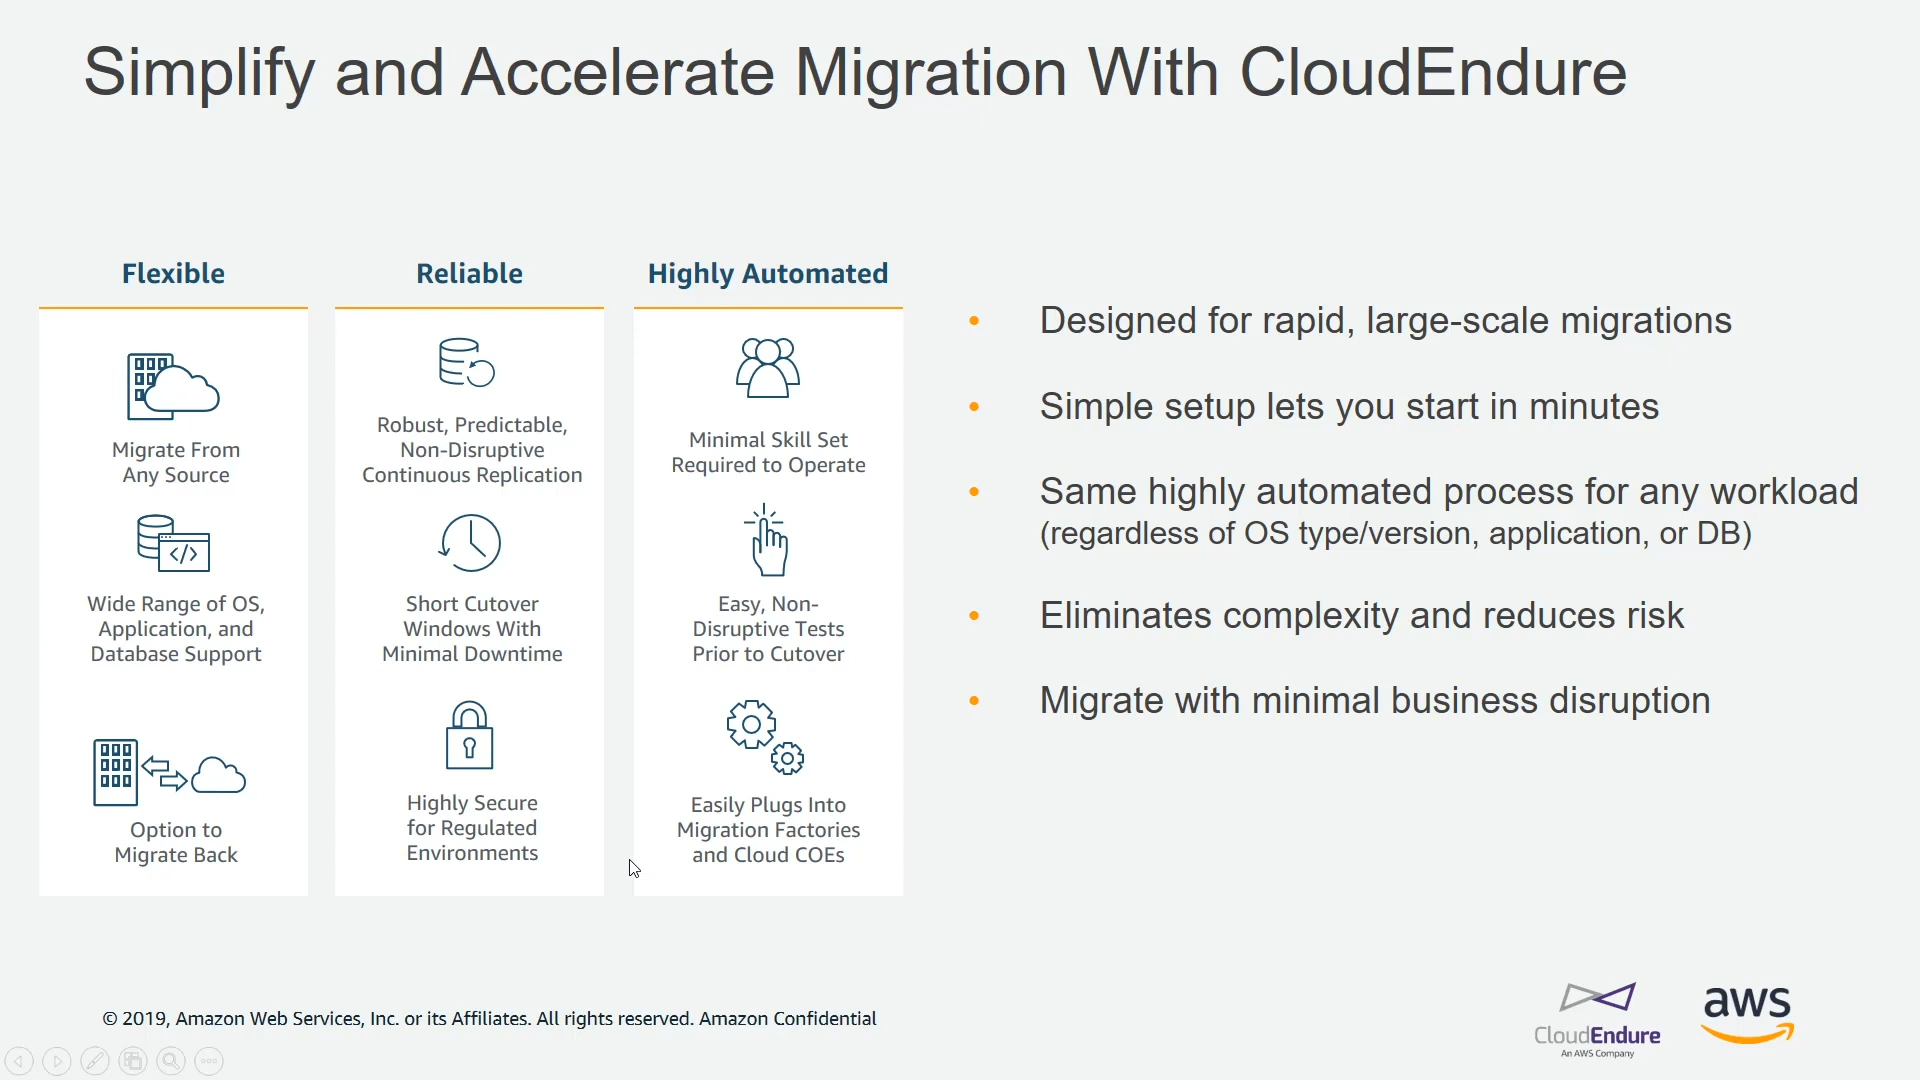 Simplify and Accelerate Migration With CloudEndure
Flexible
Migrate From
Any Source
</>
Wide Range of OS,
Application, and
Database Support
Option to
Migrate Back
Reliable
Robust, Predictable,
Non-Disruptive
Continuous Replication
Short Cutover
Windows With
Minimal Downtime
Highly Secure
for Regulated
Environments
Highly Automated
Minimal Skill Set
Required to Operate
Easy, Non-
Disruptive Tests
Prior to Cutover
Easily Plugs Into
Migration Factories
and Cloud COEs
• Designed for rapid, large-scale migrations
• Simple setup lets you start in minutes
• Same highly automated process for any workload
(regardless of OS type/version, application, or DB)
• Eliminates complexity and reduces risk
• Migrate with minimal business disruption
© 2019, Amazon Web Services, Inc. or its Affiliates. All rights reserved. Amazon Confidential
CloudEndure
An AWS Company
aws